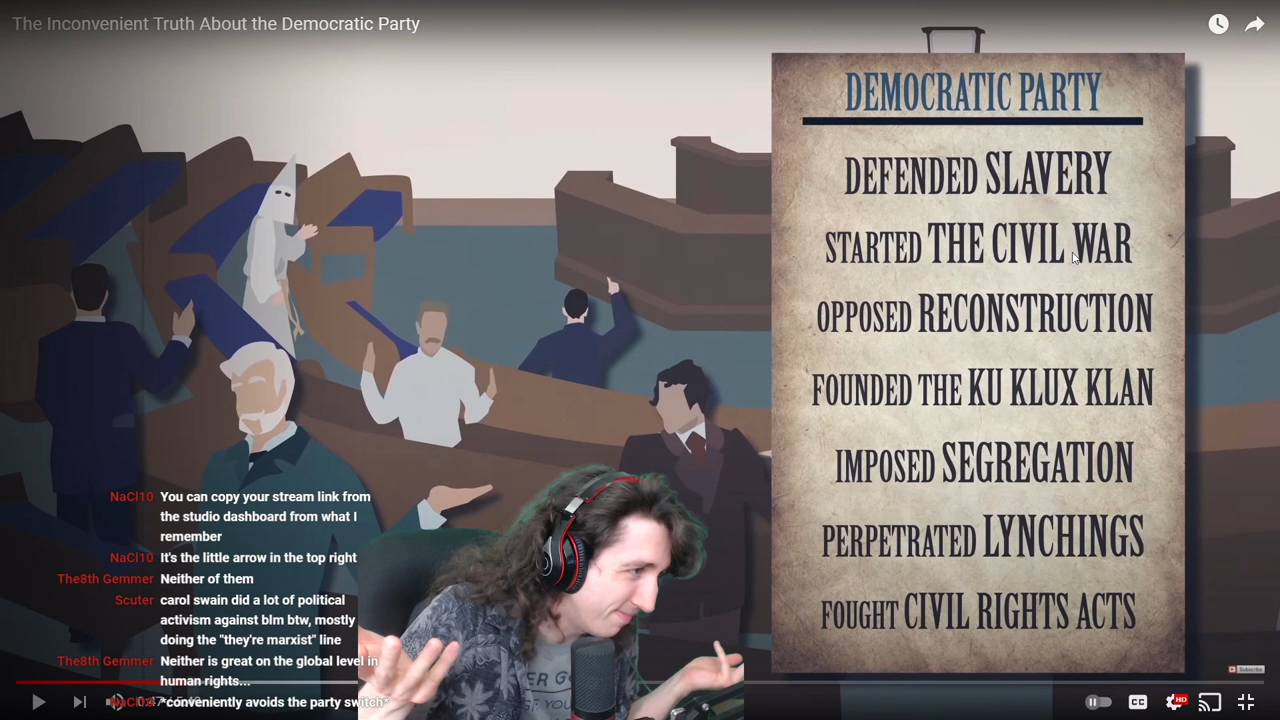 The Inconvenient Truth About the Democratic Party
DEMOCRATIC PARTY
DEFENDED SLAVERY
STARTED THE CIVIL WAR
OPPOSED RECONSTRUCTION
FOUNDED THE KU KLUX KLAN
IMPOSED SEGREGATION
PERPETRATED LYNCHINGS
FOUGHT CIVIL RIGHTS ACTS
NaCl10 You can copy your stream link from
the studio dashboard from what I
remember
NaCl10 It's the little arrow in the top right
The8th Gemmer Neither of them
Scuter carol swain did a lot of political
activism against blm btw, mostly
doing the "they're marxist" line
The8th Gemmer Neither is great on the global level in
human rights...
NaCl10 *conveniently avoids the party switch*
Subscribe
CC
HD